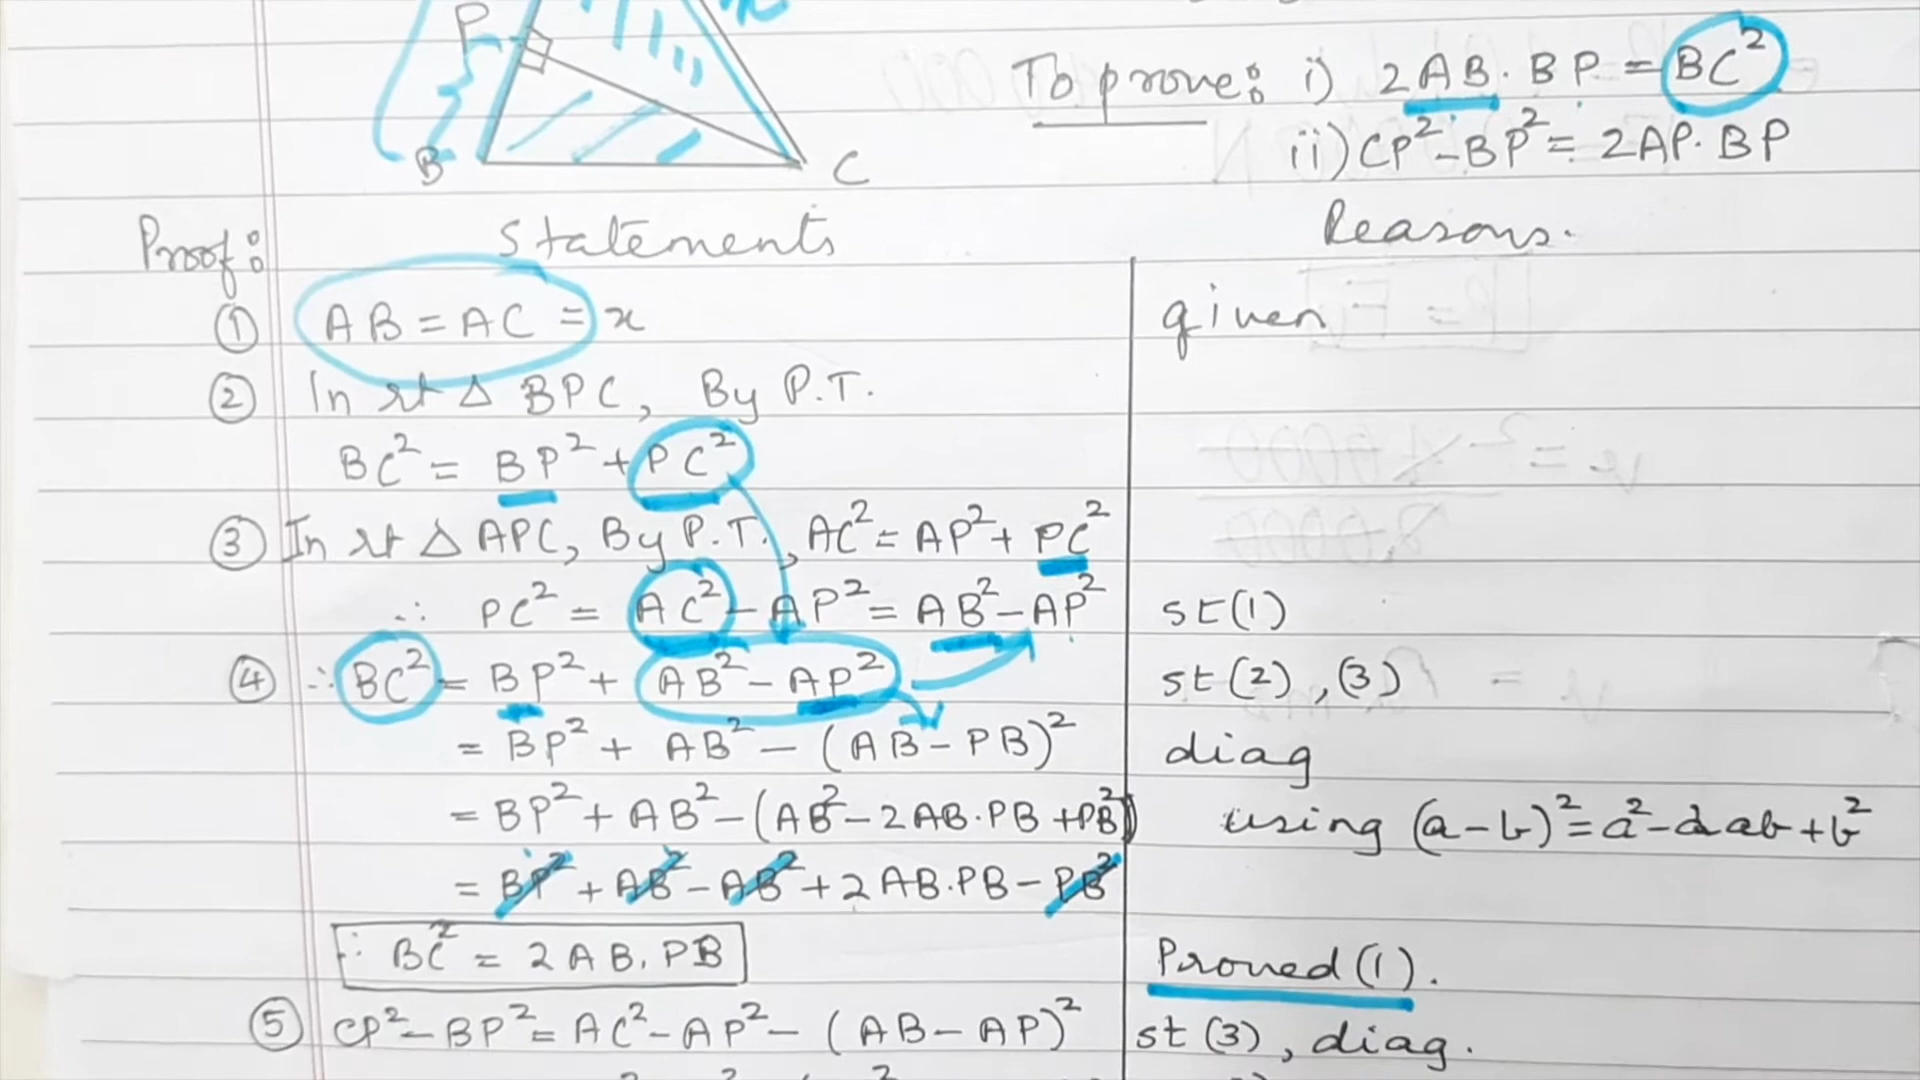 P
To prove: i) 2AB. BP = BC²
ii) CP² - BP² = 2AP. BP
B C
Proof: Statements Reasons.
① AB = AC = x given
② In rt Δ BPC, By P.T.
BC² = BP² + PC²
③ In rt Δ APC, By P.T., AC² = AP² + PC²
∴ PC² = AC² - AP² = AB² - AP² st(1)
④ ∴ BC² = BP² + AB² - AP² st(2),(3)
= BP² + AB² - (AB - PB)² diag
= BP² + AB² - (AB² - 2AB.PB + PB²) using (a-b)² = a² - 2ab + b²
= BP² + AB² - AB² + 2AB.PB - PB²
∴ BC² = 2AB. PB Proved (1).
⑤ CP² - BP² = AC² - AP² - (AB - AP)² st(3), diag.